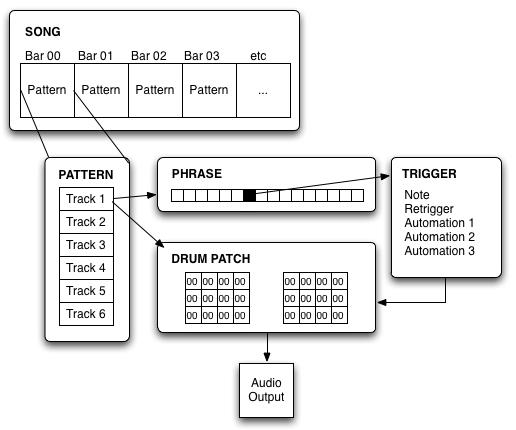 SONG
Bar 00 Bar 01 Bar 02 Bar 03 etc
Pattern Pattern Pattern Pattern ...
PATTERN
Track 1
Track 2
Track 3
Track 4
Track 5
Track 6
PHRASE
TRIGGER
Note
Retrigger
Automation 1
Automation 2
Automation 3
DRUM PATCH
00 00 00 00 00 00 00 00
00 00 00 00 00 00 00 00
00 00 00 00 00 00 00 00
Audio
Output